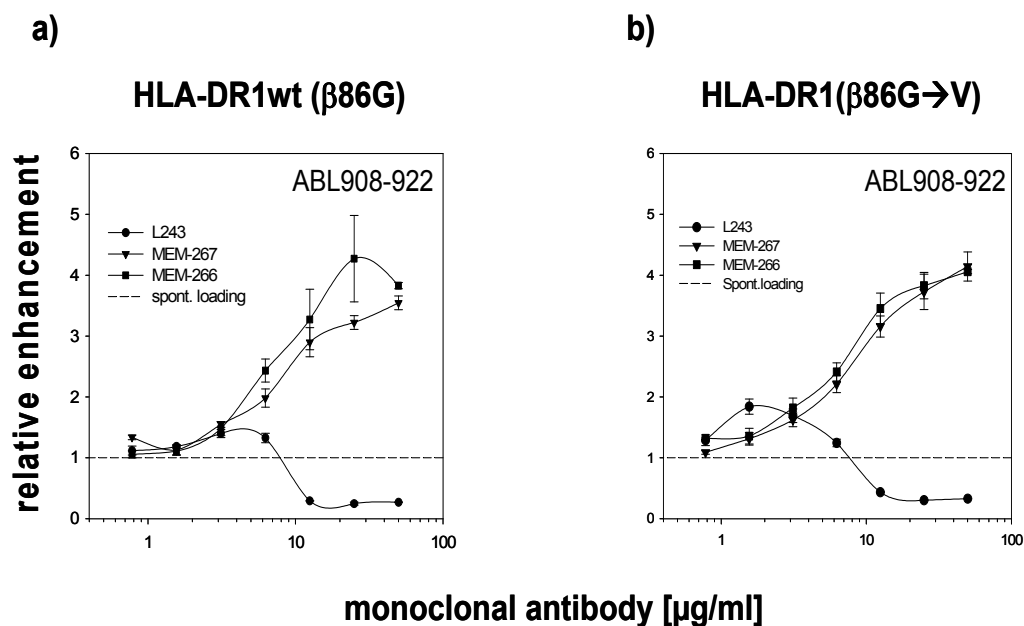 a)
HLA-DR1wt (β86G)
ABL908-922
L243
MEM-267
MEM-266
spont. loading
relative enhancement
6
5
4
3
2
1
0
1
10
100
b)
HLA-DR1(β86G→V)
ABL908-922
L243
MEM-267
MEM-266
Spont.loading
6
5
4
3
2
1
0
1
10
100
monoclonal antibody [µg/ml]